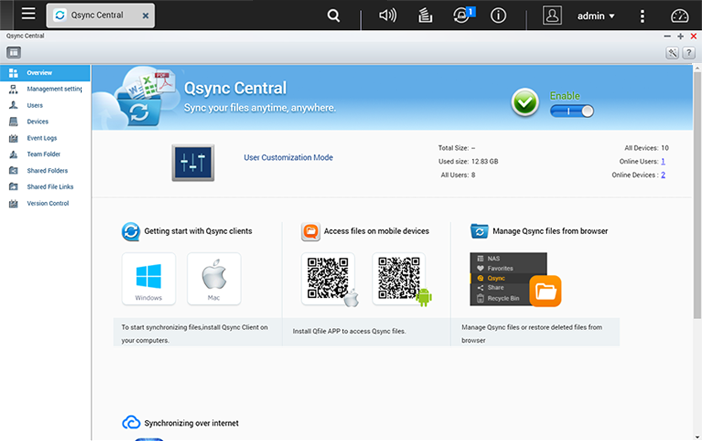 Qsync Central
1
admin
Qsync Central
Overview
Management setting
Users
Devices
Event Logs
Team Folder
Shared Folders
Shared File Links
Version Control
PDF
Qsync Central
Sync your files anytime, anywhere.
Enable
User Customization Mode
Total Size: --
Used size: 12.83 GB
All Users: 8
All Devices: 10
Online Users: 1
Online Devices : 2
Getting start with Qsync clients
Windows
Mac
To start synchronizing files,install Qsync Client on
your computers.
Access files on mobile devices
Install Qfile APP to access Qsync files.
Manage Qsync files from browser
NAS
Favorites
Qsync
Share
Recycle Bin
Manage Qsync files or restore deleted files from
browser
Synchronizing over internet